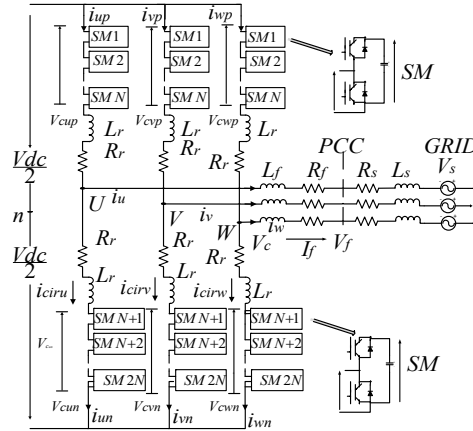 iup ivp iwp
SM1 SM1 SM1
SM2 SM2 SM2
SM N SM N SM N
SM
Vcup Vcvp Vcwp
Lr Lr Lr
Rr Rr Rr
Vdc
2
n
Vdc
2
Lf Rf PCC Rs Ls GRID
Vs
U iu
V iv
W iw
Vc If Vf
Rr Rr Rr
Lr Lr Lr
iciru icirv icirw
SM N+1 SM N+1 SM N+1
SM N+2 SM N+2 SM N+2
SM 2N SM 2N SM 2N
SM
Vcun Vcvn Vcwn
iun ivn iwn